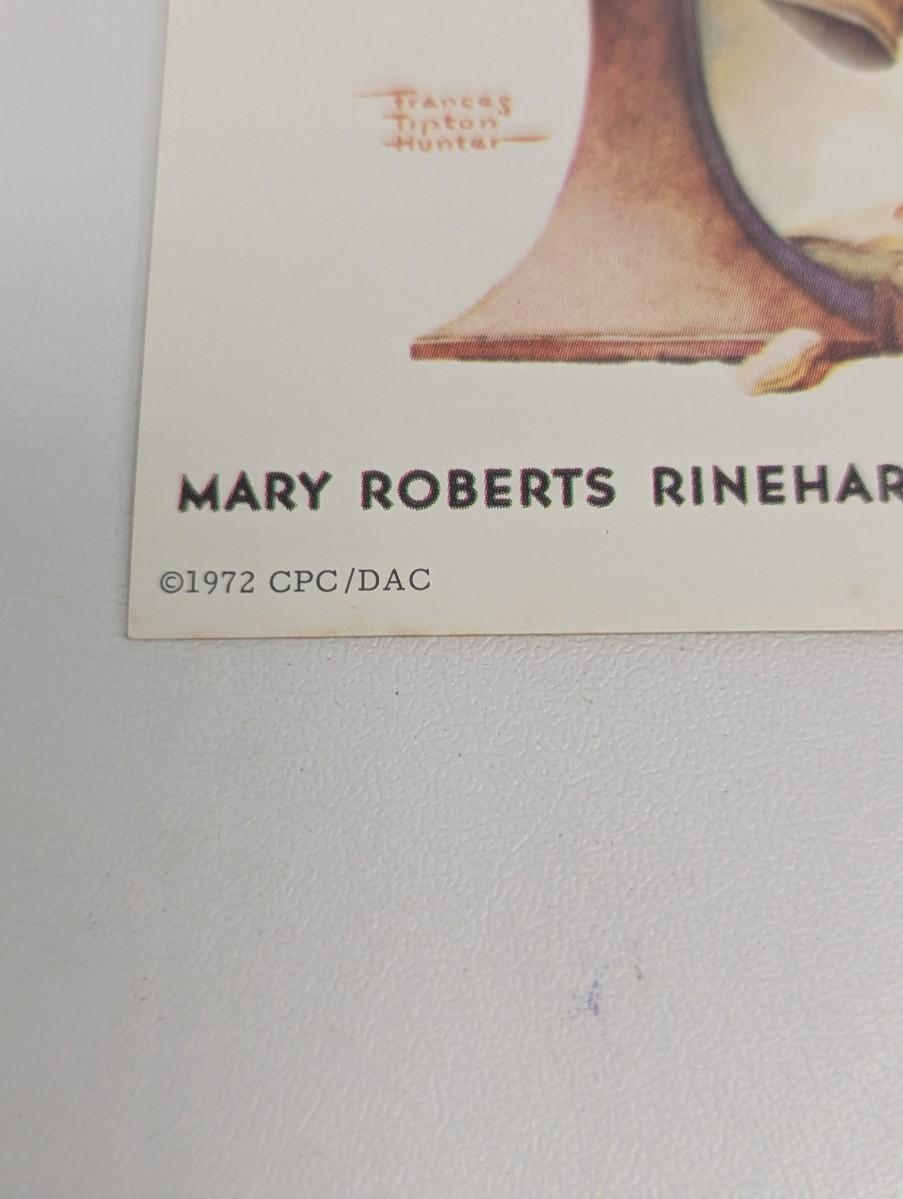 Frances
Tipton
Hunter
MARY ROBERTS RINEHAR
©1972 CPC/DAC